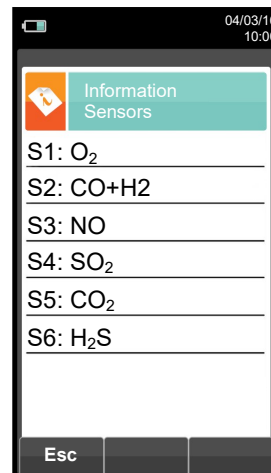 04/03/16
10:00
Information
Sensors
S1: O₂
S2: CO+H2
S3: NO
S4: SO₂
S5: CO₂
S6: H₂S
Esc